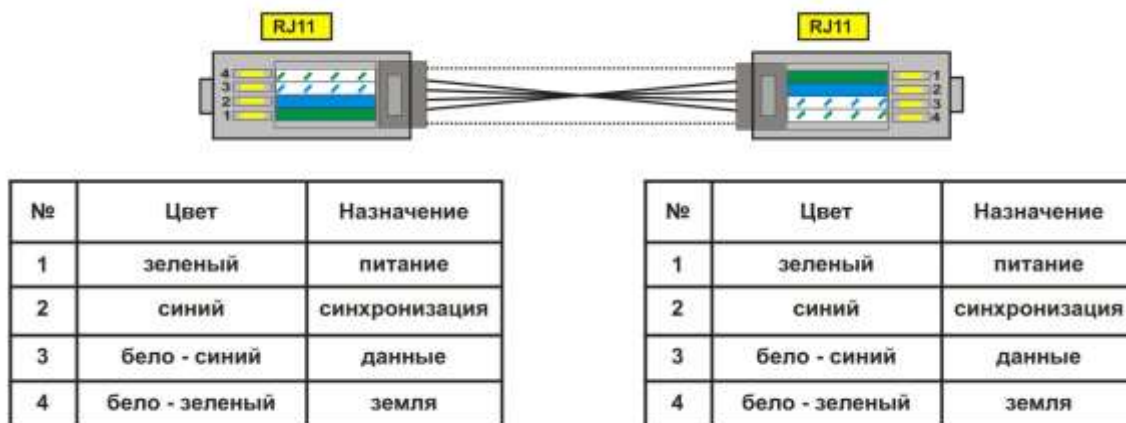 RJ11 RJ11
4 1
3 2
2 3
1 4
№ Цвет Назначение
1 зеленый питание
2 синий синхронизация
3 бело - синий данные
4 бело - зеленый земля
№ Цвет Назначение
1 зеленый питание
2 синий синхронизация
3 бело - синий данные
4 бело - зеленый земля